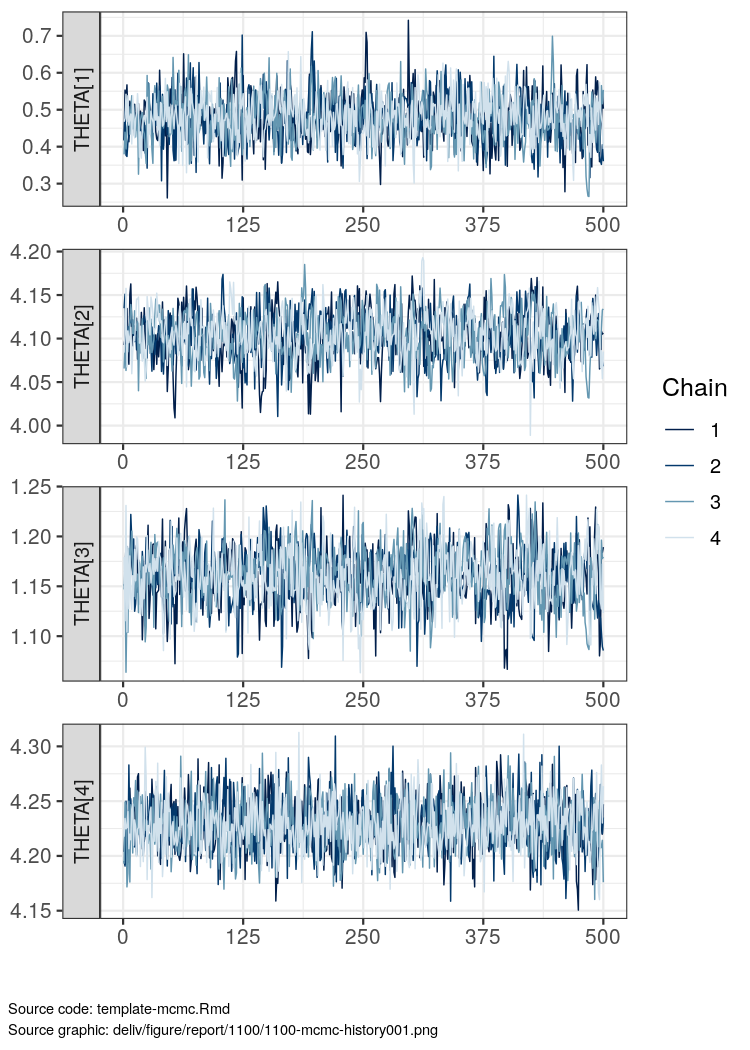 THETA[1]
0.7
0.6
0.5
0.4
0.3
0 125 250 375 500
THETA[2]
4.20
4.15
4.10
4.05
4.00
0 125 250 375 500
THETA[3]
1.25
1.20
1.15
1.10
0 125 250 375 500
THETA[4]
4.30
4.25
4.20
4.15
0 125 250 375 500
Chain
1
2
3
4
Source code: template-mcmc.Rmd
Source graphic: deliv/figure/report/1100/1100-mcmc-history001.png